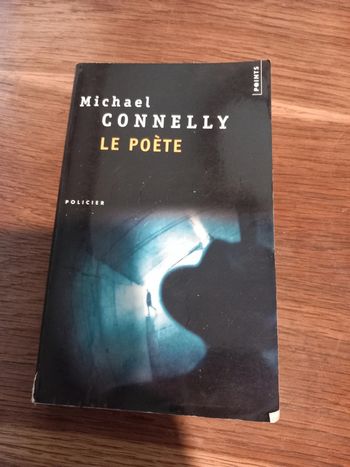 POINTS
Michael
CONNELLY
LE POÈTE
POLICIER